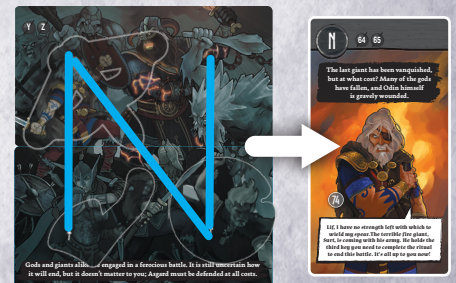 Y Z
Gods and giants alike engaged in a ferocious battle. It is still uncertain how
it will end, but it doesn't matter to you; Asgard must be defended at all costs.
N 64 65
The last giant has been vanquished,
but at what cost? Many of the gods
have fallen, and Odin himself
is gravely wounded.
74
Lif, I have no strength left with which to
wield my spear. The terrible fire giant,
Surt, is coming with his army. He holds the
third key you need to complete the ritual
to end this battle. It's all up to you now!